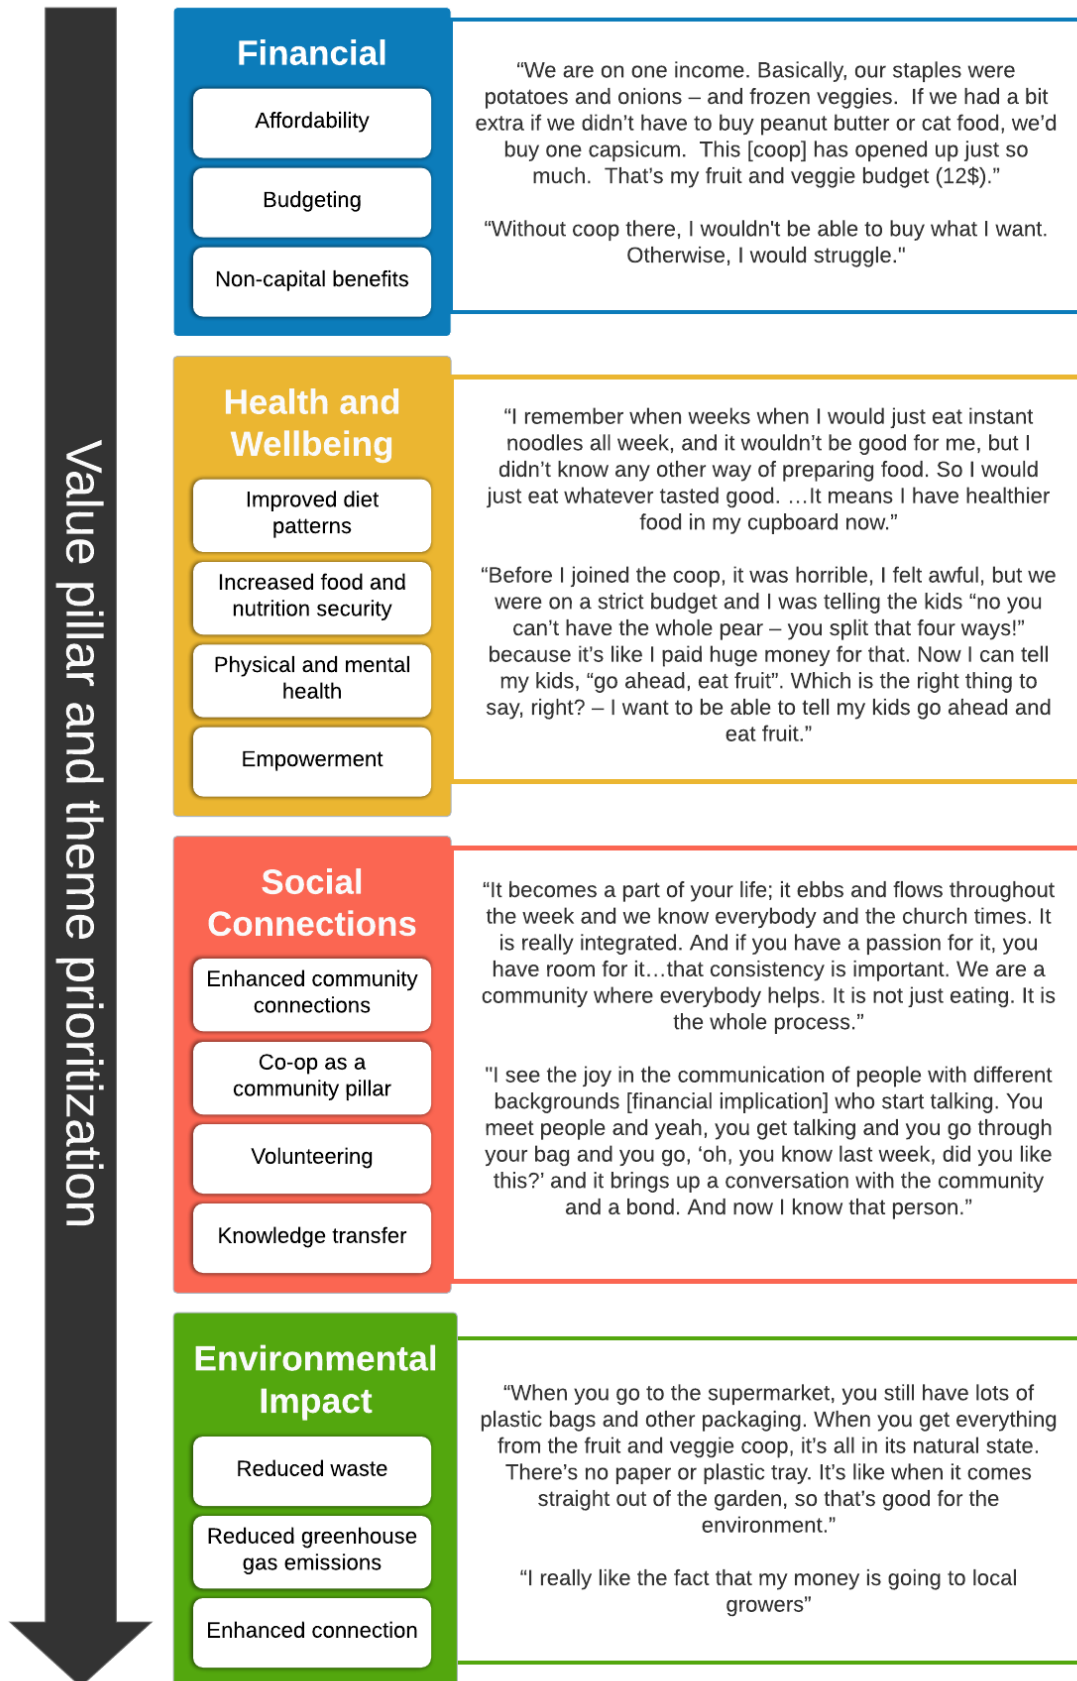 Value pillar and theme prioritization
Financial
Affordability
Budgeting
Non-capital benefits
“We are on one income. Basically, our staples were
potatoes and onions – and frozen veggies.  If we had a bit
extra if we didn’t have to buy peanut butter or cat food, we’d
buy one capsicum.  This [coop] has opened up just so
much.  That’s my fruit and veggie budget (12$).”
“Without coop there, I wouldn't be able to buy what I want.
Otherwise, I would struggle."
Health and
Wellbeing
Improved diet
patterns
Increased food and
nutrition security
Physical and mental
health
Empowerment
“I remember when weeks when I would just eat instant
noodles all week, and it wouldn’t be good for me, but I
didn’t know any other way of preparing food. So I would
just eat whatever tasted good. …It means I have healthier
food in my cupboard now.”
“Before I joined the coop, it was horrible, I felt awful, but we
were on a strict budget and I was telling the kids “no you
can’t have the whole pear – you split that four ways!”
because it’s like I paid huge money for that. Now I can tell
my kids, “go ahead, eat fruit”. Which is the right thing to
say, right? – I want to be able to tell my kids go ahead and
eat fruit.”
Social
Connections
Enhanced community
connections
Co-op as a
community pillar
Volunteering
Knowledge transfer
“It becomes a part of your life; it ebbs and flows throughout
the week and we know everybody and the church times. It
is really integrated. And if you have a passion for it, you
have room for it…that consistency is important. We are a
community where everybody helps. It is not just eating. It is
the whole process.”
"I see the joy in the communication of people with different
backgrounds [financial implication] who start talking. You
meet people and yeah, you get talking and you go through
your bag and you go, ‘oh, you know last week, did you like
this?’ and it brings up a conversation with the community
and a bond. And now I know that person.”
Environmental
Impact
Reduced waste
Reduced greenhouse
gas emissions
Enhanced connection
“When you go to the supermarket, you still have lots of
plastic bags and other packaging. When you get everything
from the fruit and veggie coop, it’s all in its natural state.
There’s no paper or plastic tray. It’s like when it comes
straight out of the garden, so that’s good for the
environment.”
“I really like the fact that my money is going to local
growers”